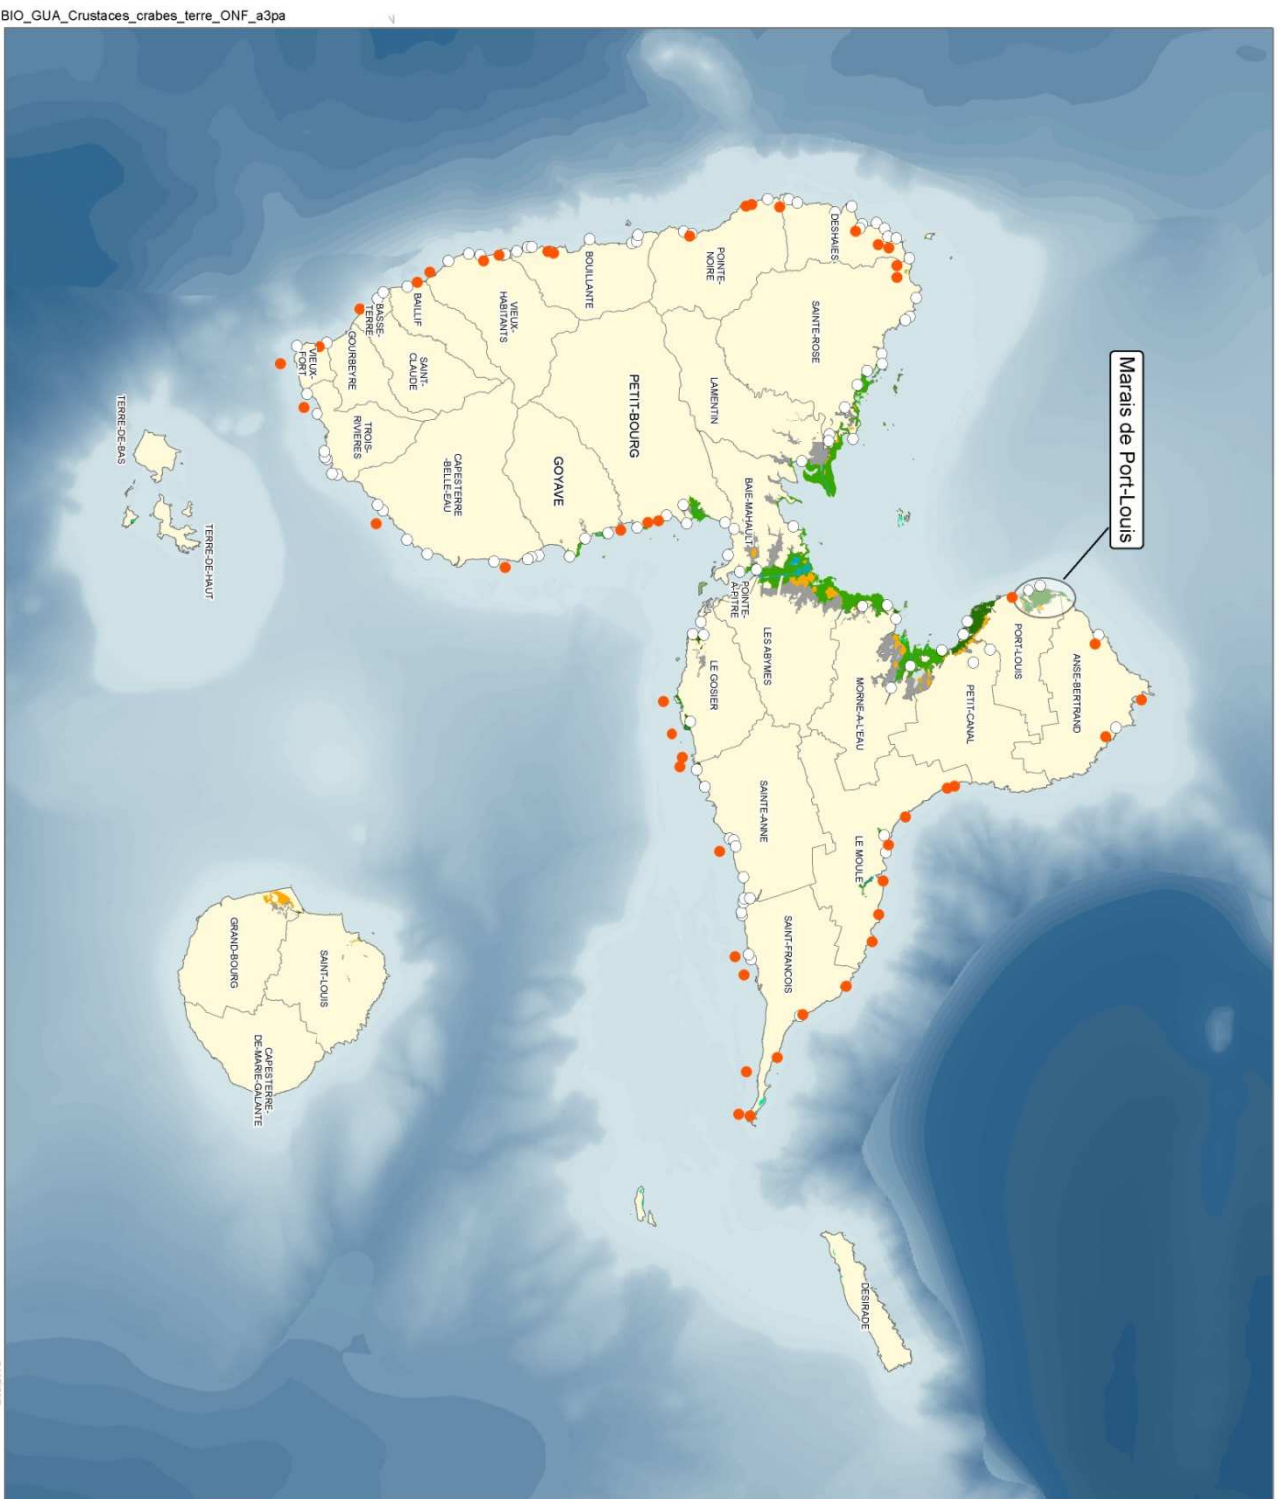 BIO_GUA_Crustaces_crabes_terre_ONF_a3pa
Marais de Port-Louis
ANSE-BERTRAND
PORT-LOUIS
PETIT-CANAL
MORNE-A-L'EAU
LE MOULE
LES ABYMES
POINTE-
A-PITRE
LE GOSIER
SAINTE-ANNE
SAINT-FRANCOIS
DESIRADE
DESHAIES
SAINTE-ROSE
POINTE-
NOIRE
LAMENTIN
BAIE-MAHAULT
BOUILLANTE
PETIT-BOURG
VIEUX-
HABITANTS
GOYAVE
BAILLIF
SAINT-
CLAUDE
BASSE-
TERRE
GOURBEYRE
CAPESTERRE
-BELLE-EAU
VIEUX-
FORT
TROIS-
RIVIERES
TERRE-DE-BAS
TERRE-DE-HAUT
SAINT-LOUIS
GRAND-BOURG
CAPESTERRE-
DE-MARIE-GALANTE